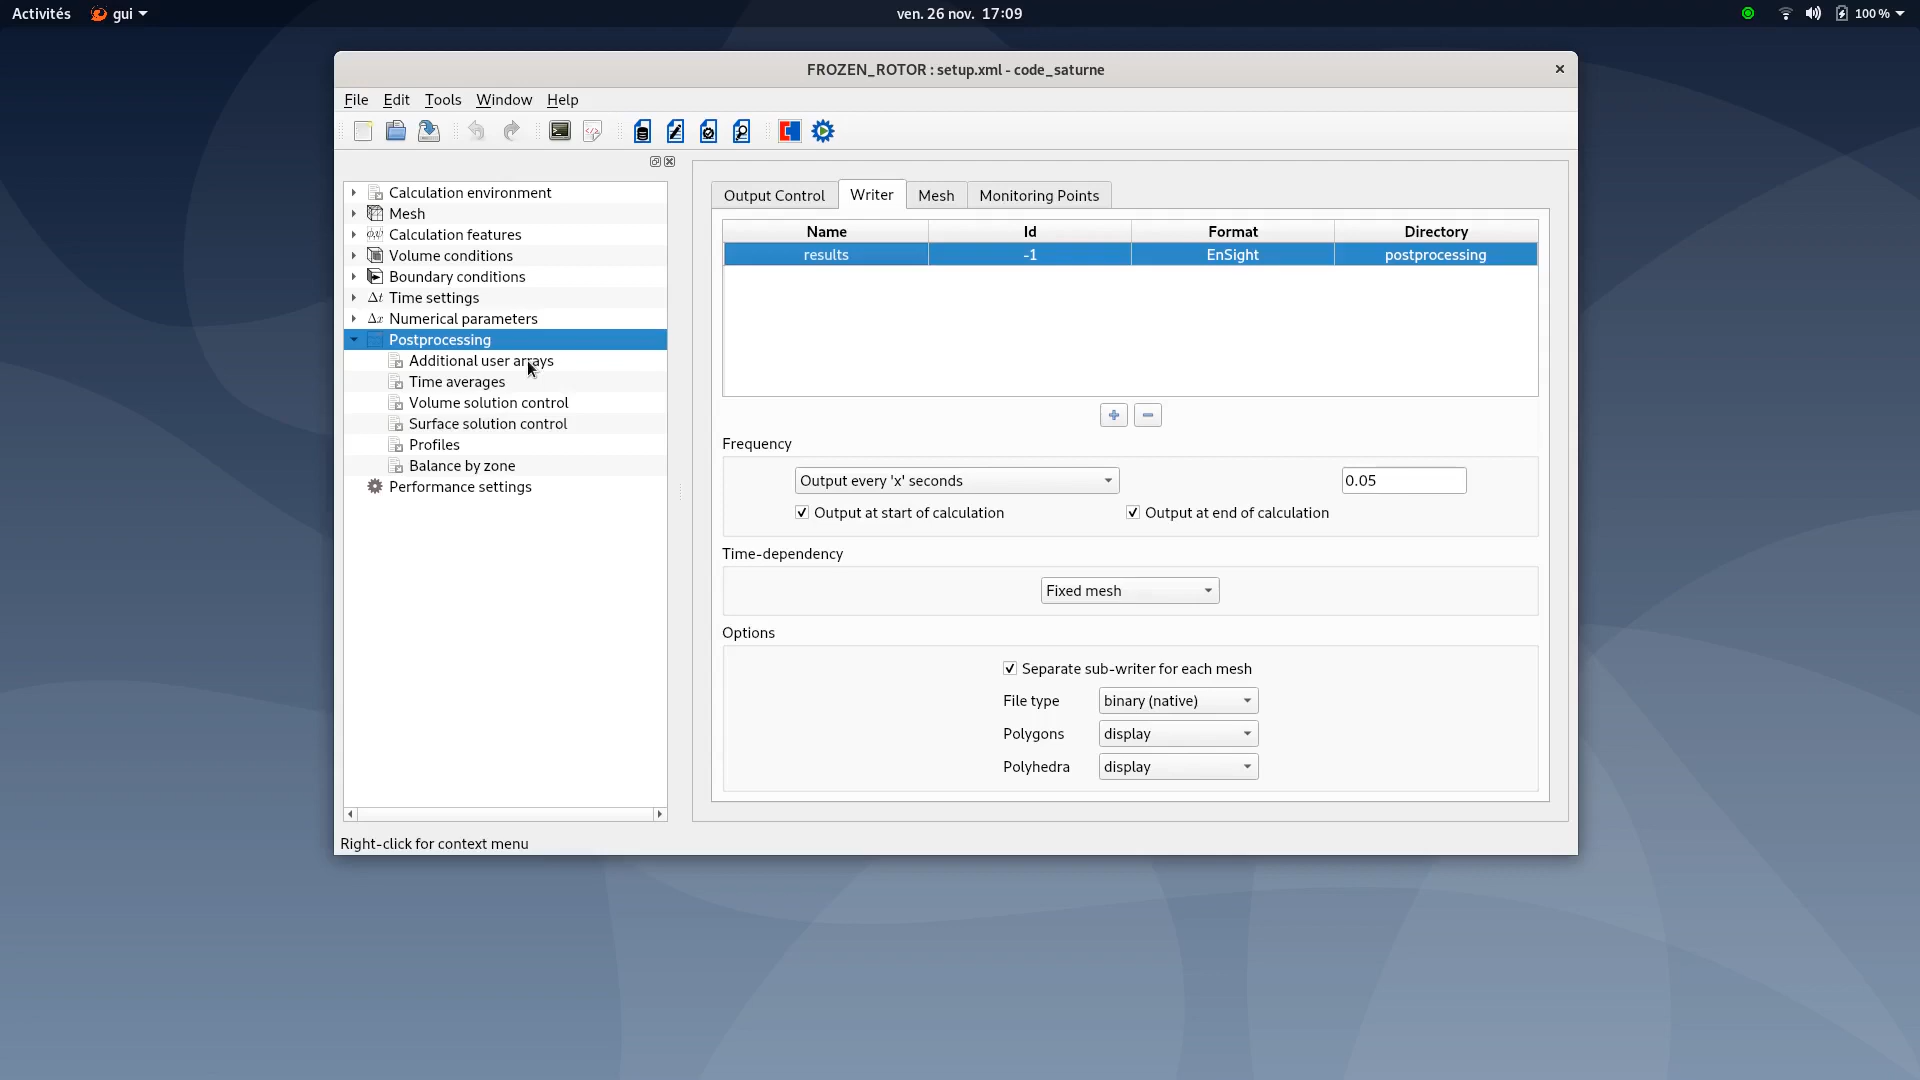 Activités gui ven. 26 nov. 17:09 100 %
FROZEN_ROTOR : setup.xml - code_saturne
File Edit Tools Window Help
Calculation environment
Mesh
Calculation features
Volume conditions
Boundary conditions
Δt Time settings
Δx Numerical parameters
Postprocessing
Additional user arrays
Time averages
Volume solution control
Surface solution control
Profiles
Balance by zone
Performance settings
Output Control Writer Mesh Monitoring Points
Name Id Format Directory
results -1 EnSight postprocessing
Frequency
Output every 'x' seconds 0.05
Output at start of calculation Output at end of calculation
Time-dependency
Fixed mesh
Options
Separate sub-writer for each mesh
File type binary (native)
Polygons display
Polyhedra display
Right-click for context menu